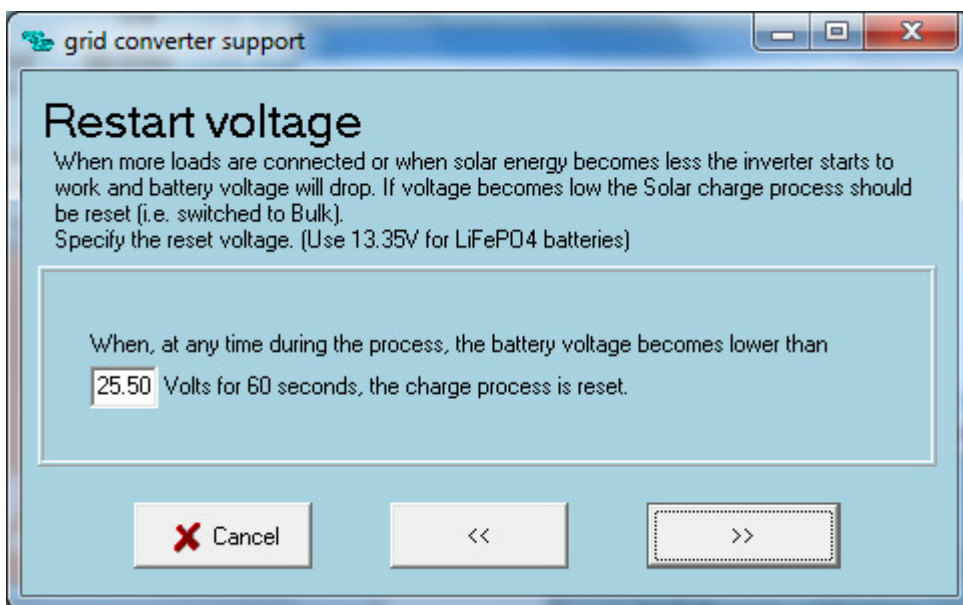 grid converter support
Restart voltage
When more loads are connected or when solar energy becomes less the inverter starts to
work and battery voltage will drop. If voltage becomes low the Solar charge process should
be reset (i.e. switched to Bulk).
Specify the reset voltage. (Use 13.35V for LiFePO4 batteries)
When, at any time during the process, the battery voltage becomes lower than
25.50 Volts for 60 seconds, the charge process is reset.
Cancel << >>